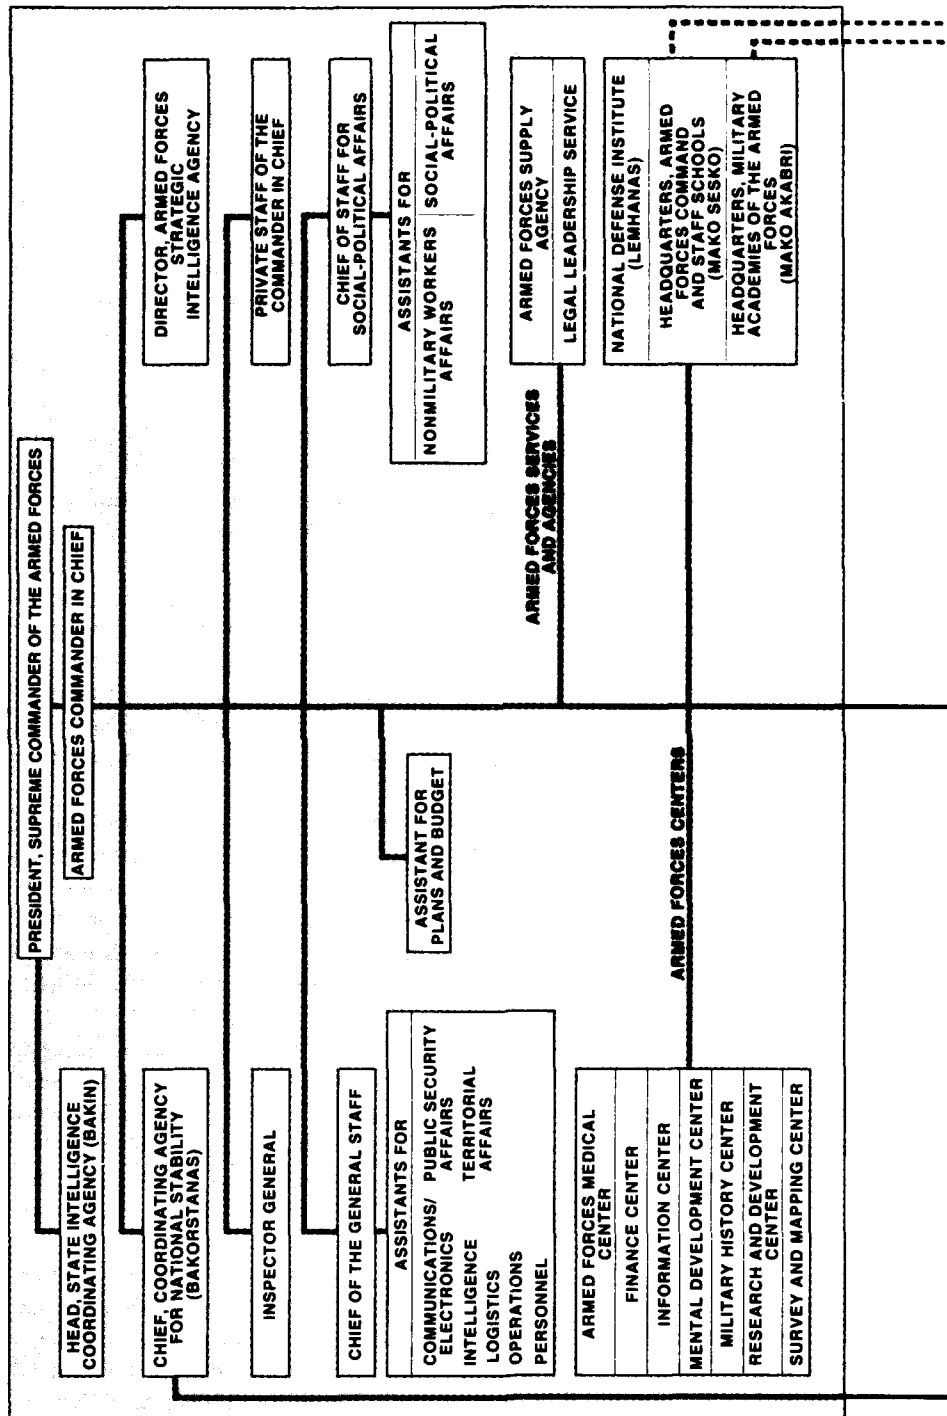 PRESIDENT, SUPREME COMMANDER OF THE ARMED FORCES
ARMED FORCES COMMANDER IN CHIEF
HEAD, STATE INTELLIGENCE
COORDINATING AGENCY (BAKIN)
CHIEF, COORDINATING AGENCY
FOR NATIONAL STABILITY
(BAKORSTANAS)
DIRECTOR, ARMED FORCES
STRATEGIC
INTELLIGENCE AGENCY
INSPECTOR GENERAL
PRIVATE STAFF OF THE
COMMANDER IN CHIEF
CHIEF OF THE GENERAL STAFF
CHIEF OF STAFF FOR
SOCIAL-POLITICAL AFFAIRS
ASSISTANTS FOR
COMMUNICATIONS/
ELECTRONICS
INTELLIGENCE
LOGISTICS
OPERATIONS
PERSONNEL
PUBLIC SECURITY
AFFAIRS
TERRITORIAL
AFFAIRS
ASSISTANT FOR
PLANS AND BUDGET
ASSISTANTS FOR
NONMILITARY WORKERS
AFFAIRS
SOCIAL-POLITICAL
AFFAIRS
ARMED FORCES SERVICES
AND AGENCIES
ARMED FORCES SUPPLY
AGENCY
LEGAL LEADERSHIP SERVICE
ARMED FORCES CENTERS
ARMED FORCES MEDICAL
CENTER
FINANCE CENTER
INFORMATION CENTER
MENTAL DEVELOPMENT CENTER
MILITARY HISTORY CENTER
RESEARCH AND DEVELOPMENT
CENTER
SURVEY AND MAPPING CENTER
NATIONAL DEFENSE INSTITUTE
(LEMHANAS)
HEADQUARTERS, ARMED
FORCES COMMAND
AND STAFF SCHOOLS
(MAKO SESKO)
HEADQUARTERS, MILITARY
ACADEMIES OF THE ARMED
FORCES
(MAKO AKABRI)